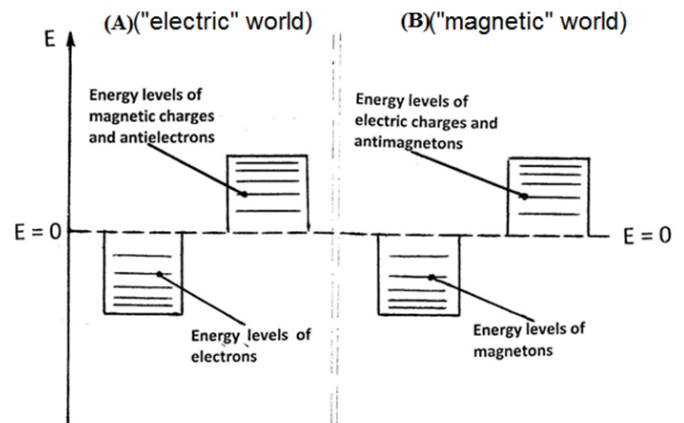 (A)("electric" world)
(B)("magnetic" world)
E
Energy levels of
magnetic charges
and antielectrons
Energy levels of
electric charges and
antimagnetons
E = 0
E = 0
Energy levels of
electrons
Energy levels of
magnetons